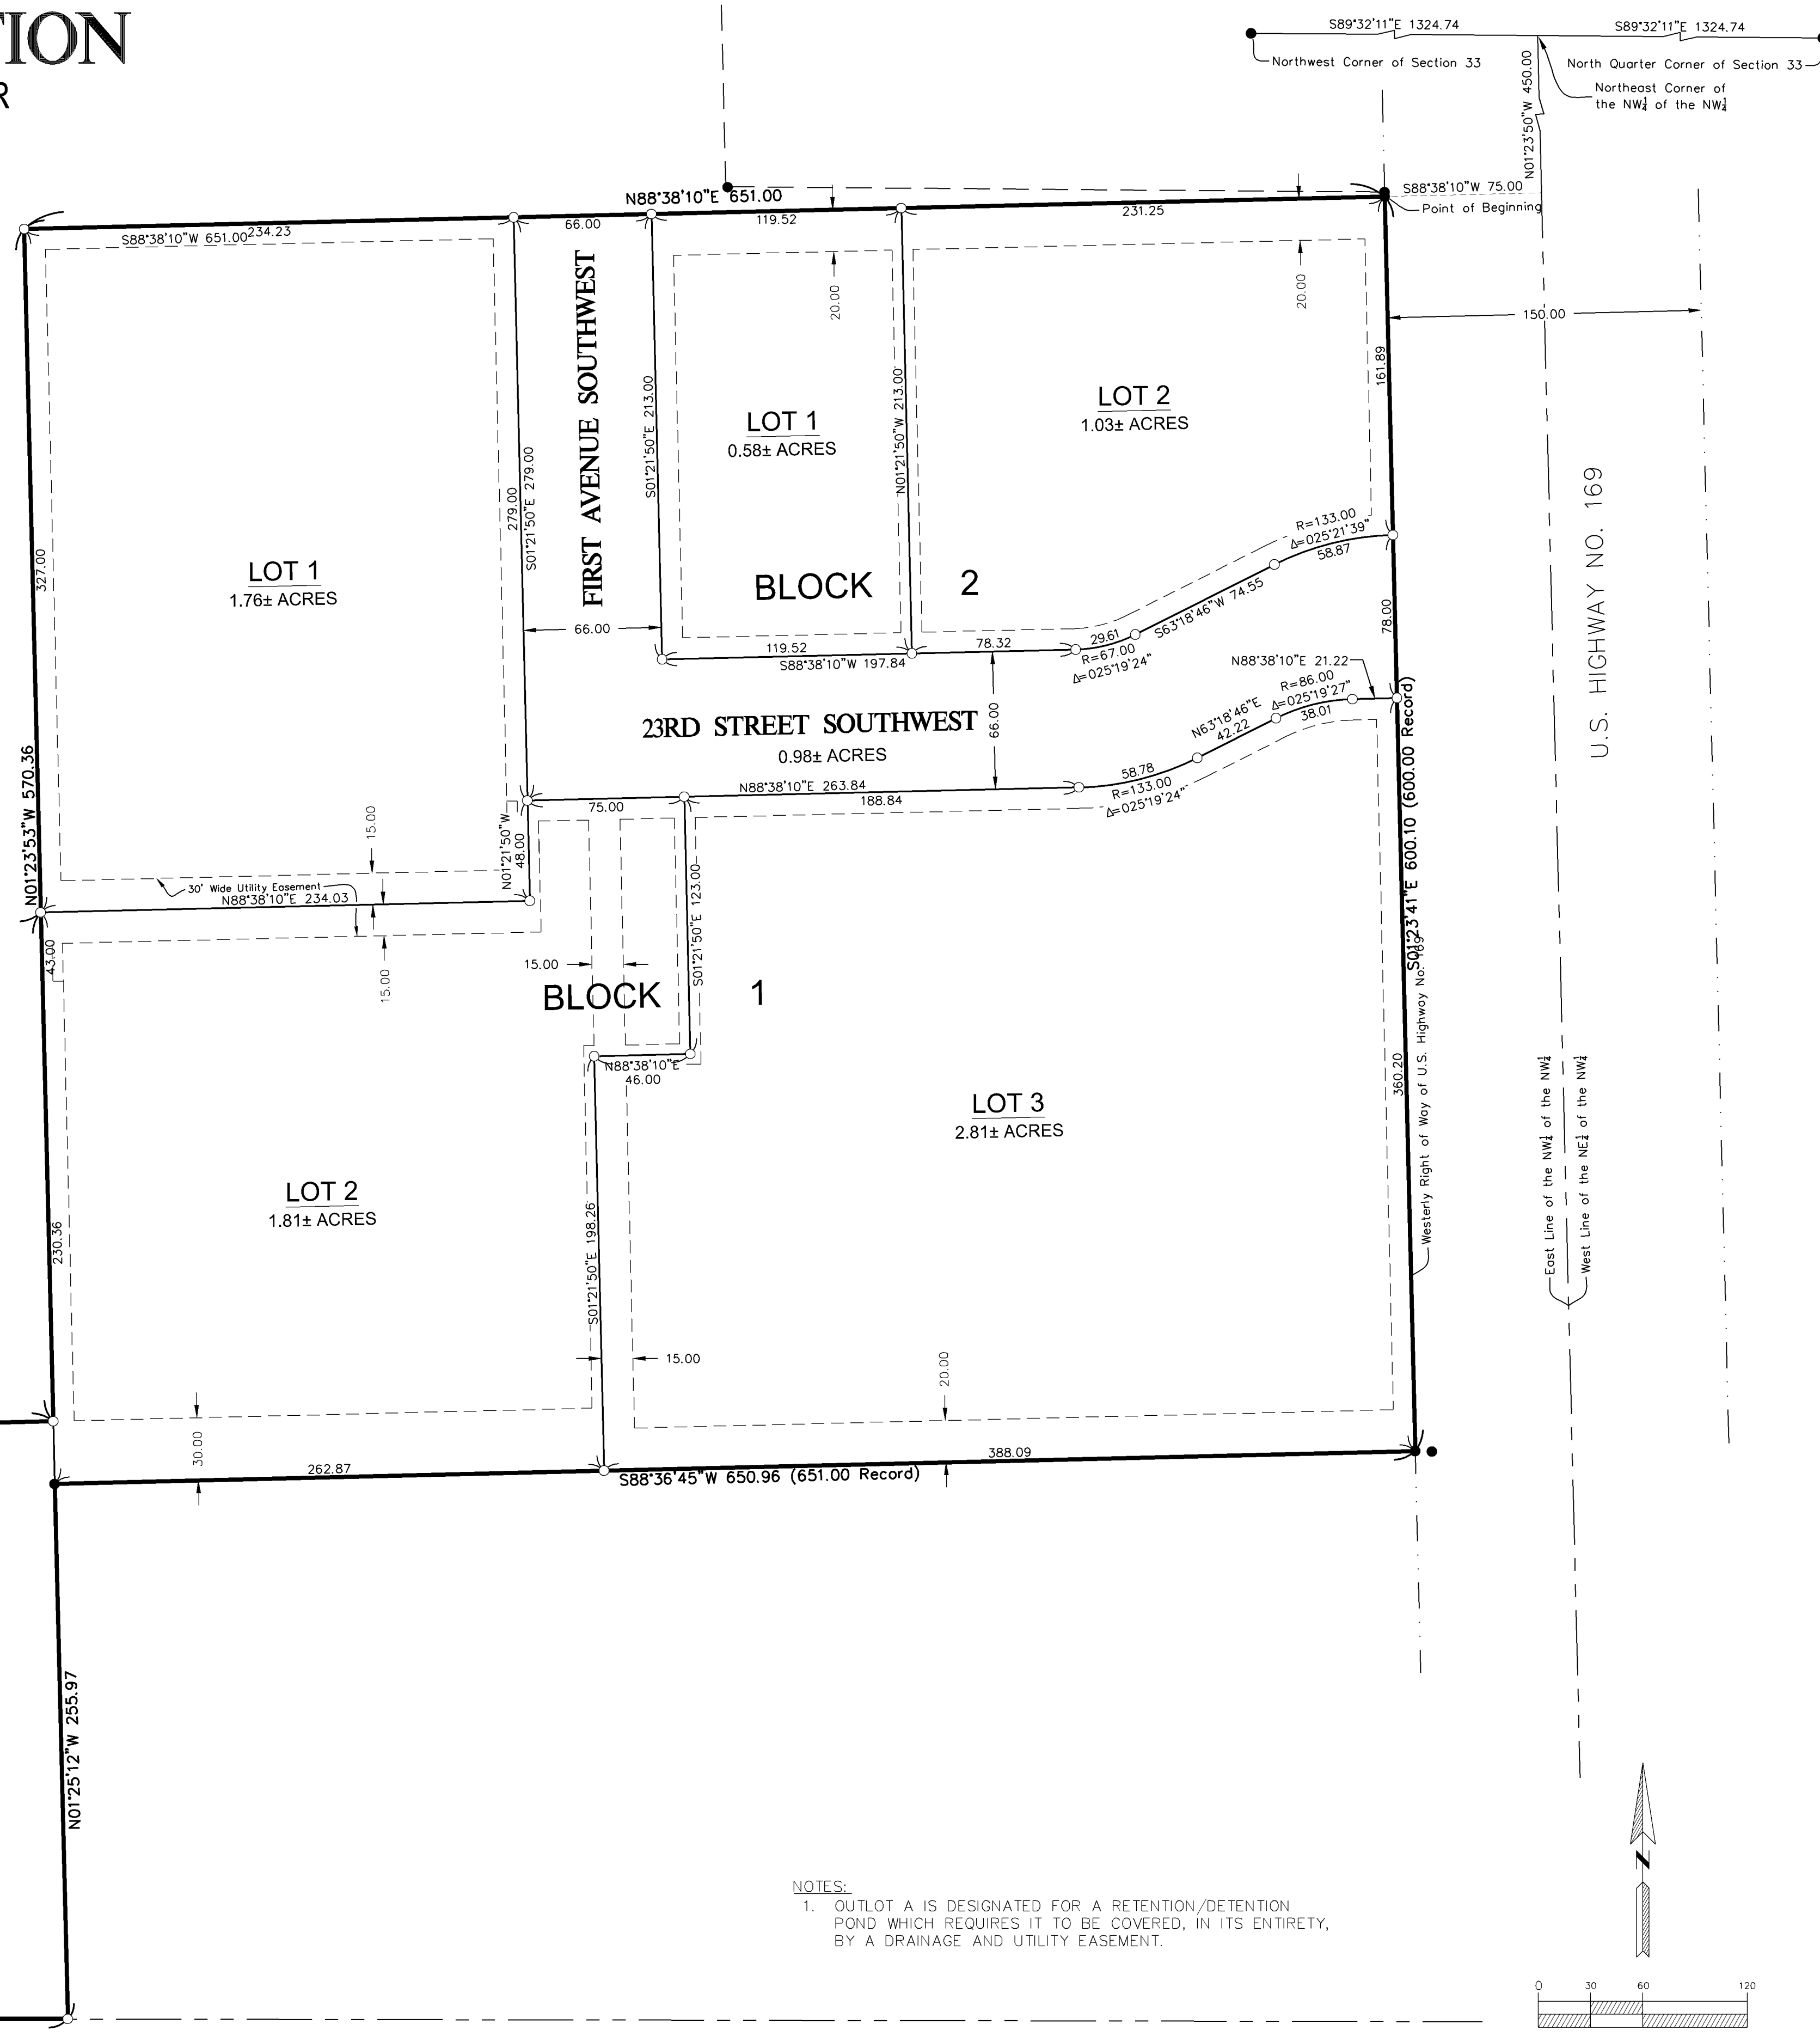 TION
R
S89°32'11"E 1324.74
S89°32'11"E 1324.74
Northwest Corner of Section 33
North Quarter Corner of Section 33
Northeast Corner of
the NW¼ of the NW¼
N01°23'50"W 450.00
S88°38'10"W 75.00
Point of Beginning
N88°38'10"E 651.00
S88°38'10"W 651.00
234.23
66.00
119.52
231.25
20.00
20.00
150.00
161.89
FIRST AVENUE SOUTHWEST
S01°21'50"E 213.00
N01°21'50"W 213.00
LOT 1
0.58± ACRES
LOT 2
1.03± ACRES
279.00
S01°21'50"E 279.00
327.00
LOT 1
1.76± ACRES
BLOCK 2
R=133.00
Δ=025°21'39"
58.87
S63°18'46"W 74.55
78.00
66.00
119.52
S88°38'10"W 197.84
78.32
29.61
R=67.00
Δ=025°19'24"
N88°38'10"E 21.22
R=86.00
Δ=025°19'27"
38.01
N63°18'46"E
42.22
66.00
23RD STREET SOUTHWEST
0.98± ACRES
58.78
R=133.00
Δ=025°19'24"
N88°38'10"E 263.84
75.00
188.84
U.S. HIGHWAY NO. 169
S01°23'41"E 600.10 (600.00 Record)
N01°23'53"W 570.36
15.00
N01°21'50"W
48.00
30' Wide Utility Easement
N88°38'10"E 234.03
43.00
15.00
15.00
S01°21'50"E 123.00
BLOCK 1
N88°38'10"E
46.00
LOT 3
2.81± ACRES
360.20
Westerly Right of Way of U.S. Highway No. 169
East Line of the NW¼ of the NW¼
West Line of the NE¼ of the NW¼
LOT 2
1.81± ACRES
230.36
S01°21'50"E 198.26
15.00
20.00
30.00
262.87
388.09
S88°36'45"W 650.96 (651.00 Record)
N01°25'12"W 255.97
NOTES:
1. OUTLOT A IS DESIGNATED FOR A RETENTION/DETENTION
POND WHICH REQUIRES IT TO BE COVERED, IN ITS ENTIRETY,
BY A DRAINAGE AND UTILITY EASEMENT.
N
0 30 60 120